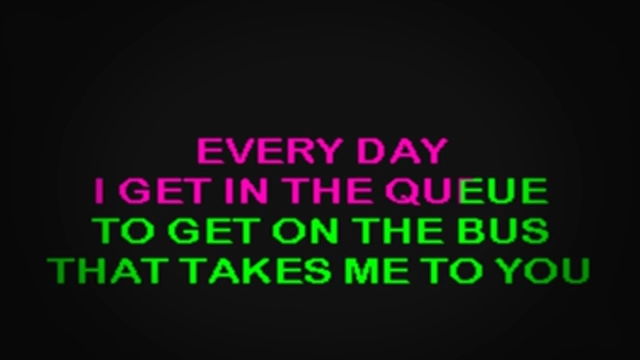 EVERY DAY
I GET IN THE QUEUE
TO GET ON THE BUS
THAT TAKES ME TO YOU